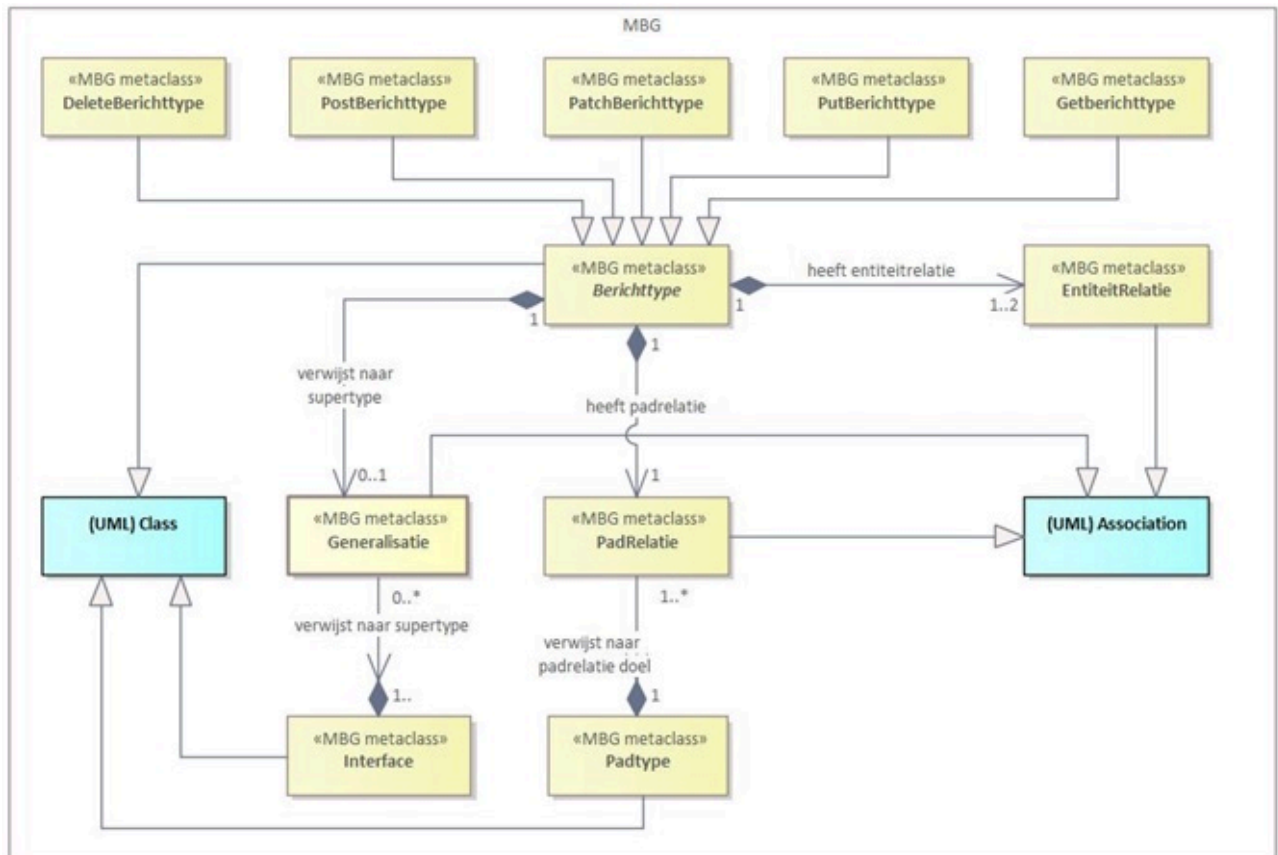 MBG
«MBG metaclass»
DeleteBerichttype
«MBG metaclass»
PostBerichttype
«MBG metaclass»
PatchBerichttype
«MBG metaclass»
PutBerichttype
«MBG metaclass»
Getberichttype
«MBG metaclass»
Berichttype
heeft entiteitrelatie
«MBG metaclass»
EntiteitRelatie
1
1
1..2
1
verwijst naar
supertype
heeft padrelatie
0..1
1
(UML) Class
«MBG metaclass»
Generalisatie
«MBG metaclass»
PadRelatie
(UML) Association
0..*
1..*
verwijst naar supertype
verwijst naar
padrelatie doel
1..
1
«MBG metaclass»
Interface
«MBG metaclass»
Padtype